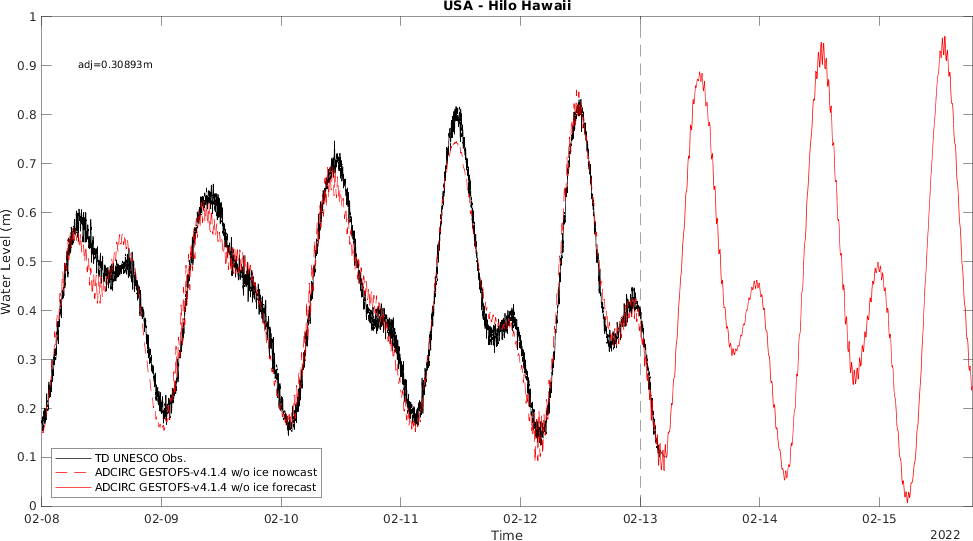 USA - Hilo Hawaii
1
0.9
0.8
0.7
0.6
0.5
0.4
0.3
0.2
0.1
0
Water Level (m)
adj=0.30893m
TD UNESCO Obs.
ADCIRC GESTOFS-v4.1.4 w/o ice nowcast
ADCIRC GESTOFS-v4.1.4 w/o ice forecast
02-08 02-09 02-10 02-11 02-12 02-13 02-14 02-15
Time
2022